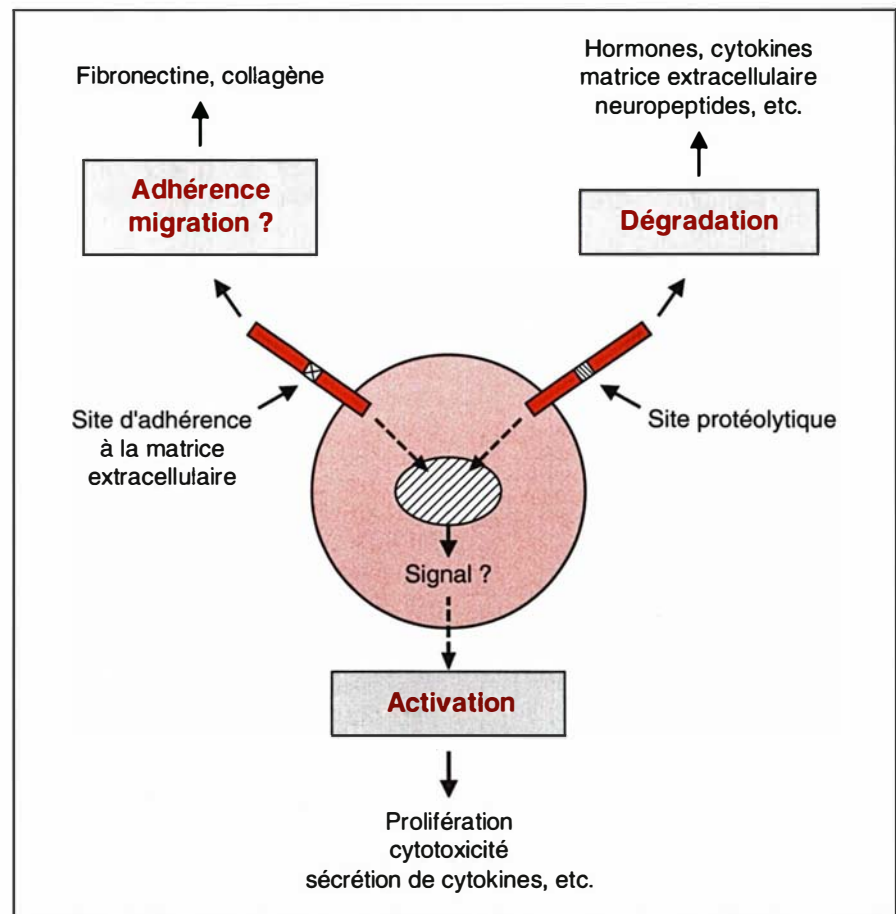 Fibronectine, collagène
Hormones, cytokines
matrice extracellulaire
neuropeptides, etc.
Adhérence
migration ?
Dégradation
Site d'adhérence
à la matrice
extracellulaire
Site protéolytique
Signal ?
Activation
Prolifération
cytotoxicité
sécrétion de cytokines, etc.